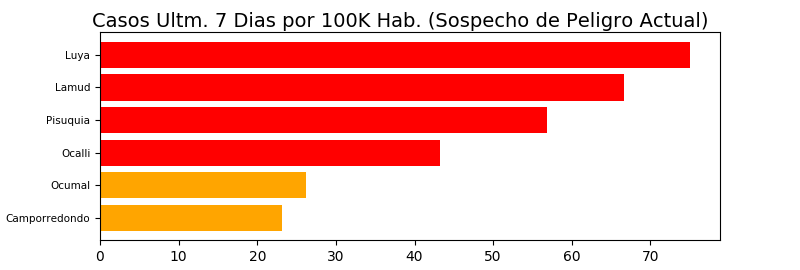 Casos Ultm. 7 Dias por 100K Hab. (Sospecho de Peligro Actual)
Luya
Lamud
Pisuquia
Ocalli
Ocumal
Camporredondo
0 10 20 30 40 50 60 70